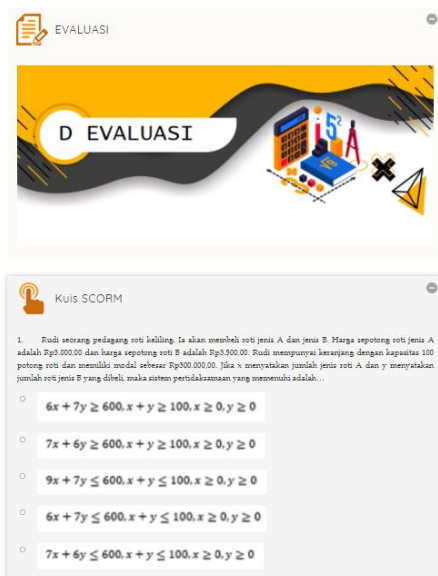 EVALUASI
D EVALUASI
5²
Kuis SCORM
1. Rudi seorang pedagang roti keliling. Ia akan membeli roti jenis A dan jenis B. Harga sepotong roti jenis A
adalah Rp3.000,00 dan harga sepotong roti B adalah Rp3.500,00. Rudi mempunyai keranjang dengan kapasitas 100
potong roti dan memiliki modal sebesar Rp300.000,00. Jika x menyatakan jumlah jenis roti A dan y menyatakan
jumlah roti jenis B yang dibeli, maka sistem pertidaksamaan yang memenuhi adalah…
6x + 7y ≥ 600, x + y ≥ 100, x ≥ 0, y ≥ 0
7x + 6y ≥ 600, x + y ≥ 100, x ≥ 0, y ≥ 0
9x + 7y ≤ 600, x + y ≤ 100, x ≥ 0, y ≥ 0
6x + 7y ≤ 600, x + y ≤ 100, x ≥ 0, y ≥ 0
7x + 6y ≤ 600, x + y ≤ 100, x ≥ 0, y ≥ 0